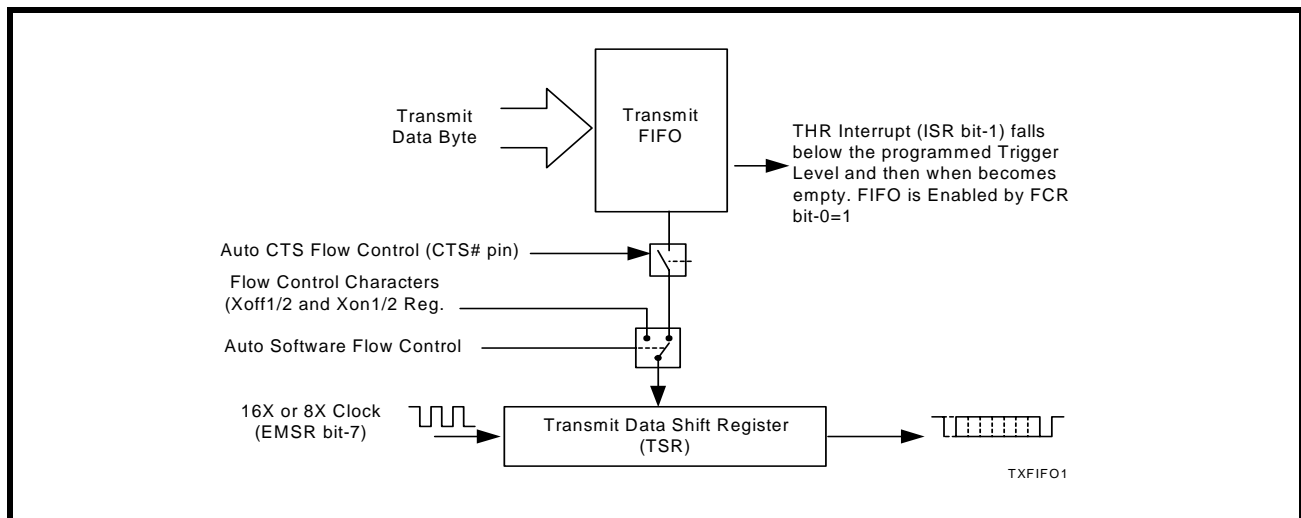 Transmit
Data Byte
Transmit
FIFO
THR Interrupt (ISR bit-1) falls
below the programmed Trigger
Level and then when becomes
empty. FIFO is Enabled by FCR
bit-0=1
Auto CTS Flow Control (CTS# pin)
Flow Control Characters
(Xoff1/2 and Xon1/2 Reg.
Auto Software Flow Control
16X or 8X Clock
(EMSR bit-7)
Transmit Data Shift Register
(TSR)
TXFIFO1